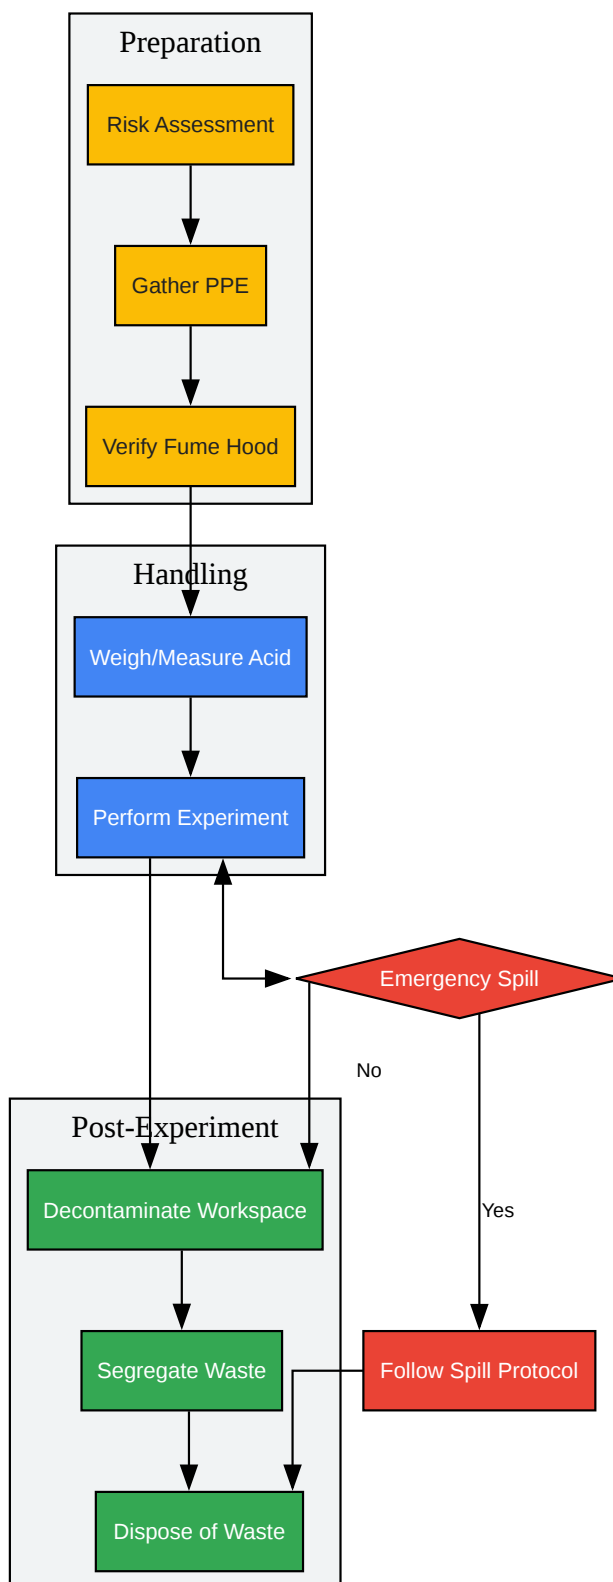 Preparation
Risk Assessment
Gather PPE
Verify Fume Hood
Handling
Weigh/Measure Acid
Perform Experiment
Emergency Spill
No
Post-Experiment
Decontaminate Workspace
Yes
Segregate Waste
Follow Spill Protocol
Dispose of Waste